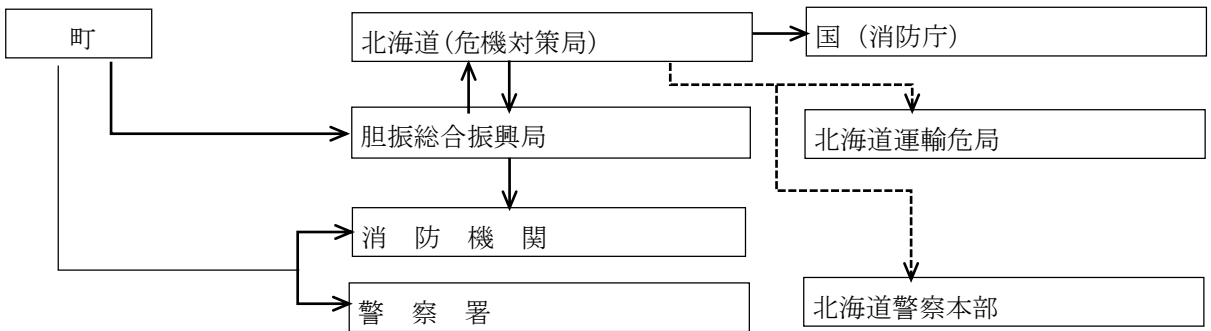 町
北海道(危機対策局)
国（消防庁）
胆振総合振興局
北海道運輸危局
消　防　機　関
警　察　署
北海道警察本部